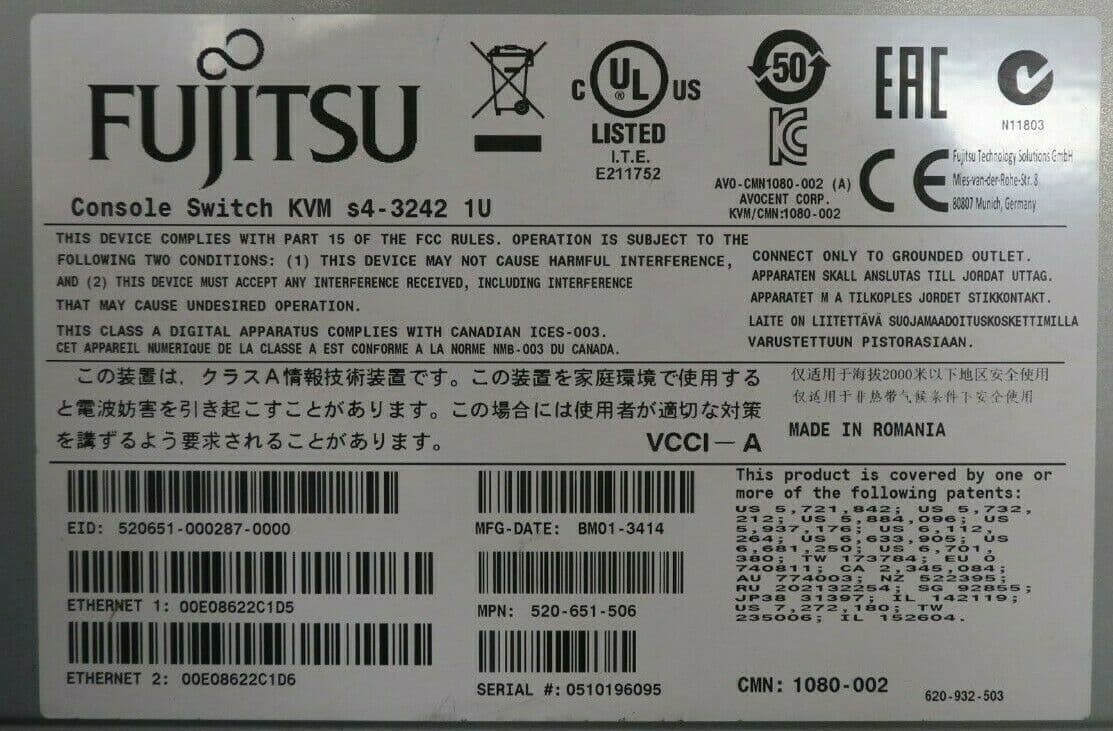 FUJITSU
Console Switch KVM s4-3242 1U
C UL ® US
LISTED
I.T.E.
E211752
50
AVO-CMN1080-002 (A)
AVOCENT CORP.
KVM/CMN:1080-002
EAC
N11803
CE
Fujitsu Technology Solutions GmbH
Mies-van-der-Rohe-Str. 8
80807 Munich, Germany
THIS DEVICE COMPLIES WITH PART 15 OF THE FCC RULES. OPERATION IS SUBJECT TO THE
FOLLOWING TWO CONDITIONS: (1) THIS DEVICE MAY NOT CAUSE HARMFUL INTERFERENCE,
AND (2) THIS DEVICE MUST ACCEPT ANY INTERFERENCE RECEIVED, INCLUDING INTERFERENCE
THAT MAY CAUSE UNDESIRED OPERATION.
THIS CLASS A DIGITAL APPARATUS COMPLIES WITH CANADIAN ICES-003.
CET APPAREIL NUMERIQUE DE LA CLASSE A EST CONFORME A LA NORME NMB-003 DU CANADA.
CONNECT ONLY TO GROUNDED OUTLET.
APPARATEN SKALL ANSLUTAS TILL JORDAT UTTAG.
APPARATET M A TILKOPLES JORDET STIKKONTAKT.
LAITE ON LIITETTÄVÄ SUOJAMAADOITUSKOSKETTIMILLA
VARUSTETTUUN PISTORASIAAN.
この装置は、クラスA情報技術装置です。この装置を家庭環境で使用する
と電波妨害を引き起こすことがあります。この場合には使用者が適切な対策
を講ずるよう要求されることがあります。
VCCI-A
仅适用于海拔2000米以下地区安全使用
仅适用于非热带气候条件下安全使用
MADE IN ROMANIA
EID: 520651-000287-0000
ETHERNET 1: 00E08622C1D5
ETHERNET 2: 00E08622C1D6
MFG-DATE: BM01-3414
MPN: 520-651-506
SERIAL #: 0510196095
This product is covered by one or
more of the following patents:
US 5,721,842; US 5,732,
212; US 5,884,096; US
5,937,176; US 6,112,
264; US 6,633,905; US
6,681,250; US 6,701,
380; TW 173784; EU 0
740811; CA 2,345,084;
AU 774003; NZ 522395;
RU 202132254; SG 92855;
JP38 31397; IL 142119;
US 7,272,180; TW
235006; IL 152604.
CMN: 1080-002
620-932-503